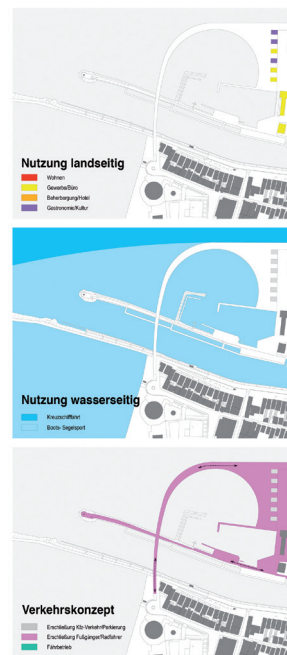 Nutzung landseitig
Wohnen
Gewerbe/Büro
Beherbergung/Hotel
Gastronomie/Kultur
Nutzung wasserseitig
Kreuzschifffahrt
Boots- Segelsport
Verkehrskonzept
Erschließung Kfz-Verkehr/Parkierung
Erschließung Fußgänger/Radfahrer
Fährbetrieb